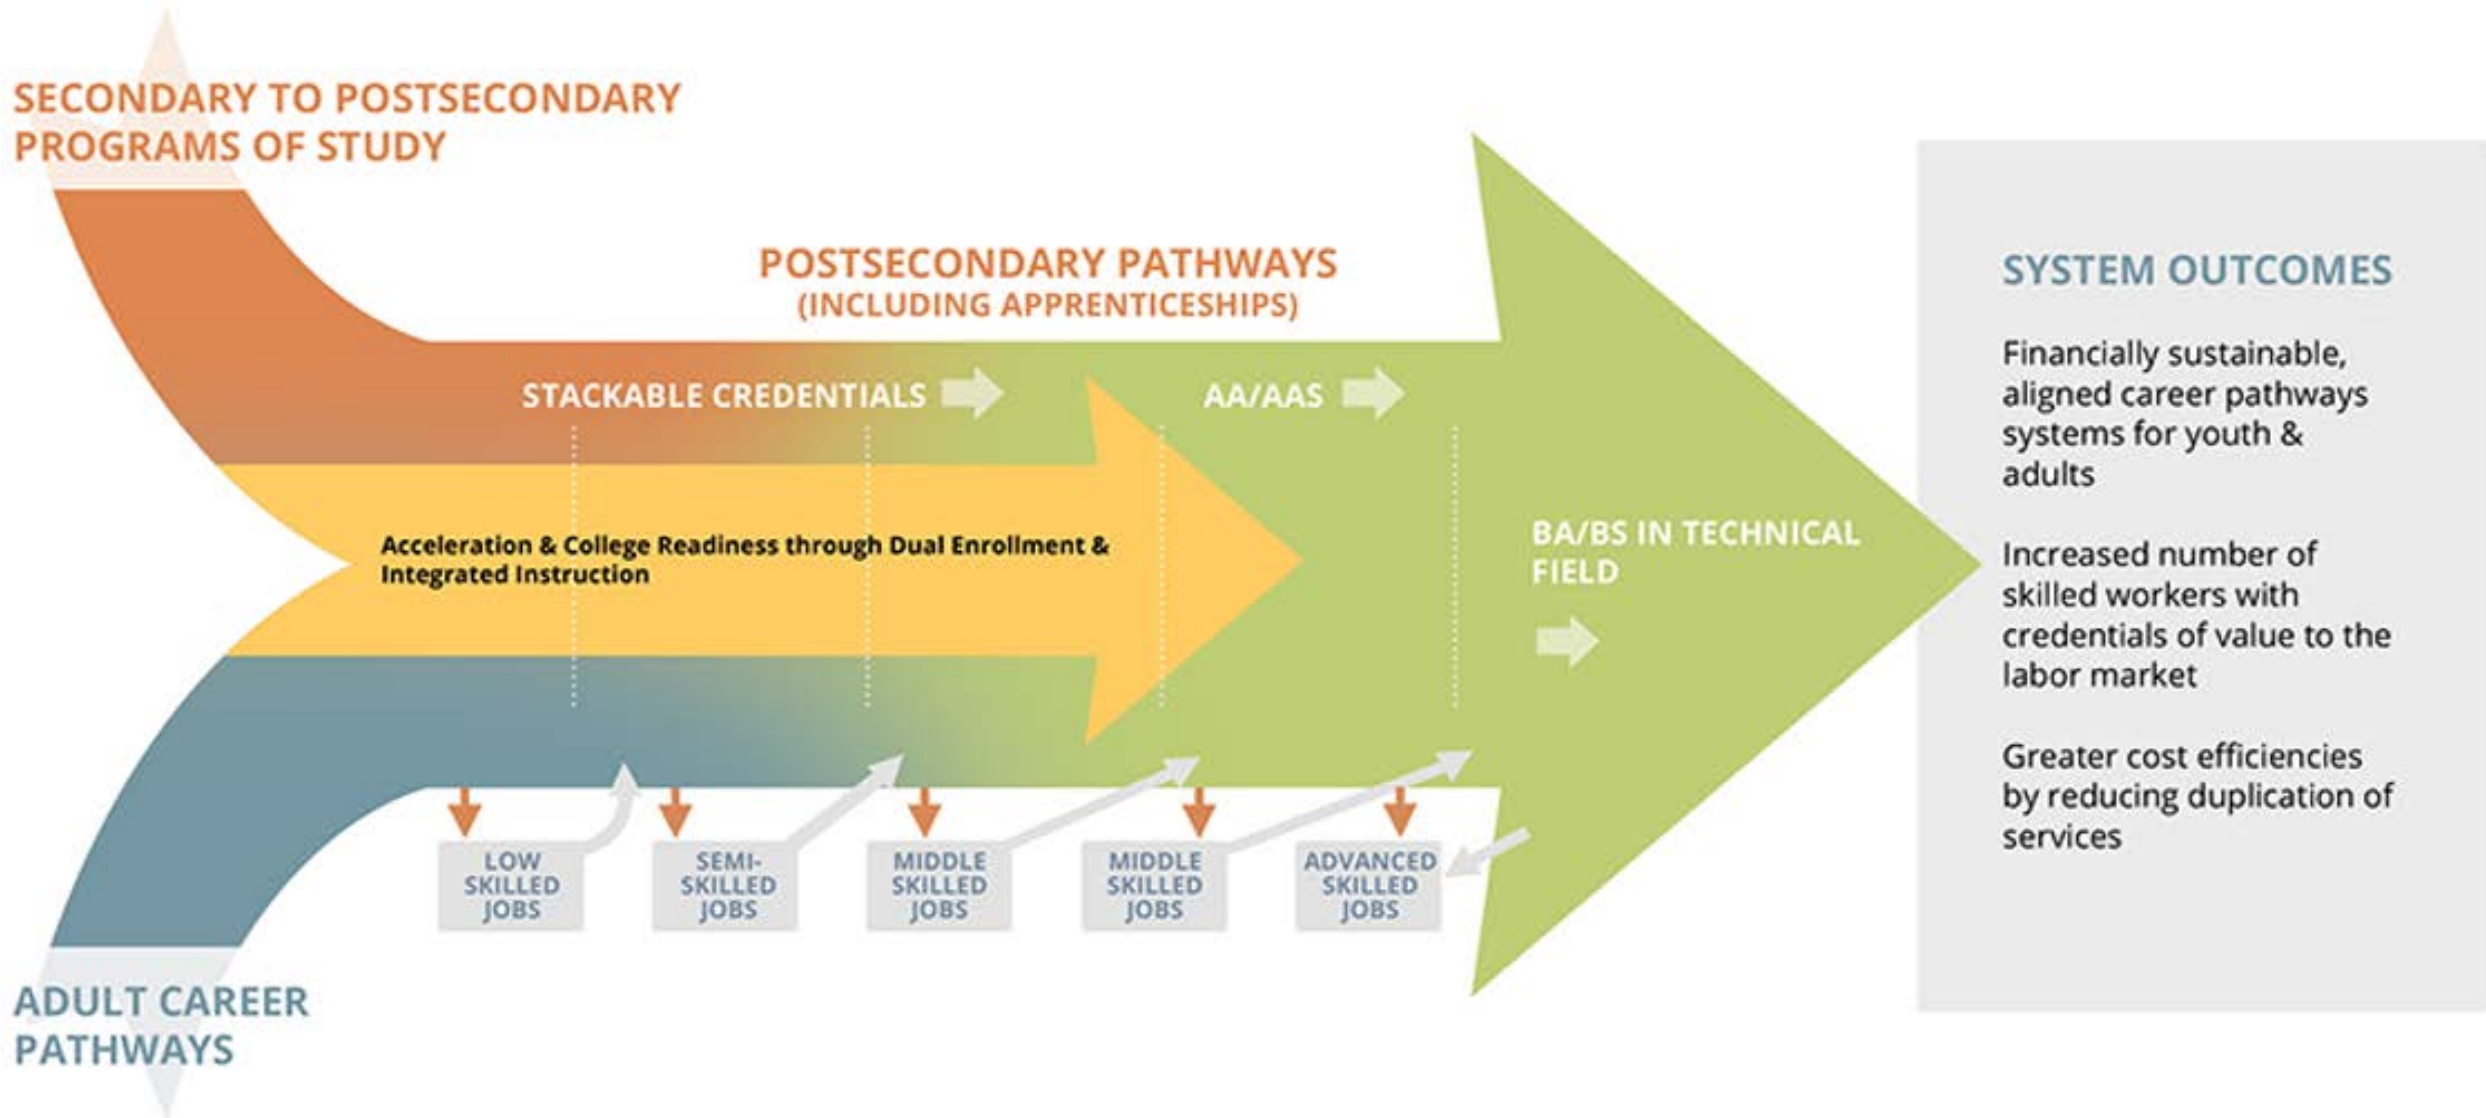 SECONDARY TO POSTSECONDARY
PROGRAMS OF STUDY
POSTSECONDARY PATHWAYS
(INCLUDING APPRENTICESHIPS)
STACKABLE CREDENTIALS
AA/AAS
Acceleration & College Readiness through Dual Enrollment &
Integrated Instruction
BA/BS IN TECHNICAL
FIELD
LOW
SKILLED
JOBS
SEMI-
SKILLED
JOBS
MIDDLE
SKILLED
JOBS
MIDDLE
SKILLED
JOBS
ADVANCED
SKILLED
JOBS
ADULT CAREER
PATHWAYS
SYSTEM OUTCOMES
Financially sustainable,
aligned career pathways
systems for youth &
adults
Increased number of
skilled workers with
credentials of value to the
labor market
Greater cost efficiencies
by reducing duplication of
services